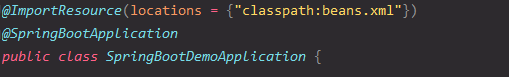 @ImportResource(locations = {"classpath:beans.xml"})
@SpringBootApplication
public class SpringBootDemoApplication {